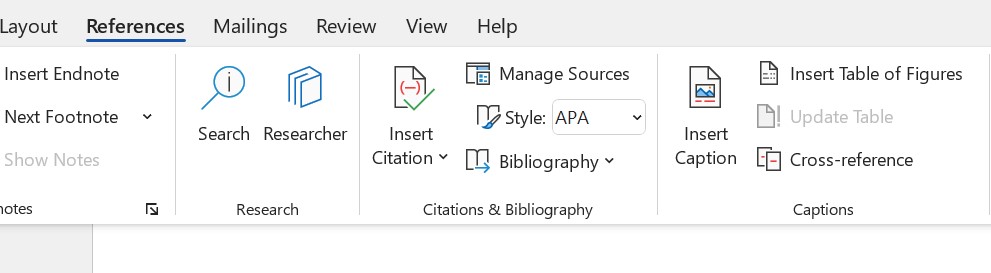 Layout References Mailings Review View Help
Insert Endnote
Next Footnote
Show Notes
notes
Search
Researcher
Research
Insert
Citation
Manage Sources
Style: APA
Bibliography
Citations & Bibliography
Insert
Caption
Insert Table of Figures
Update Table
Cross-reference
Captions